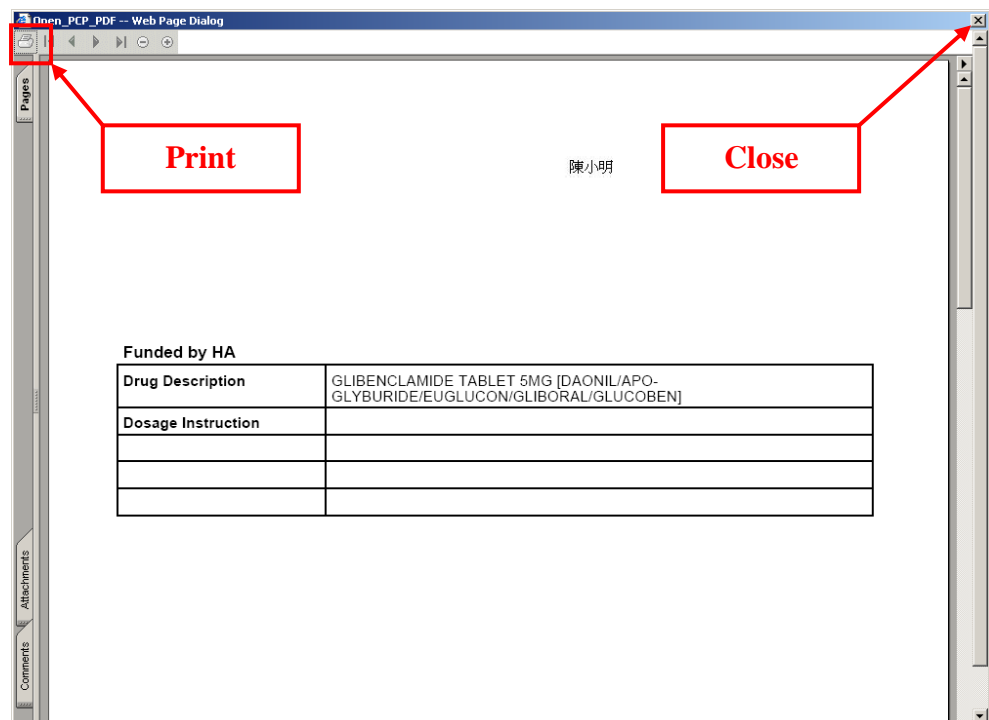 Open_PCP_PDF -- Web Page Dialog
Pages
Print
陳小明
Close
Funded by HA
Drug Description
GLIBENCLAMIDE TABLET 5MG [DAONIL/APO-
GLYBURIDE/EUGLUCON/GLIBORAL/GLUCOBEN]
Dosage Instruction
Attachments
Comments